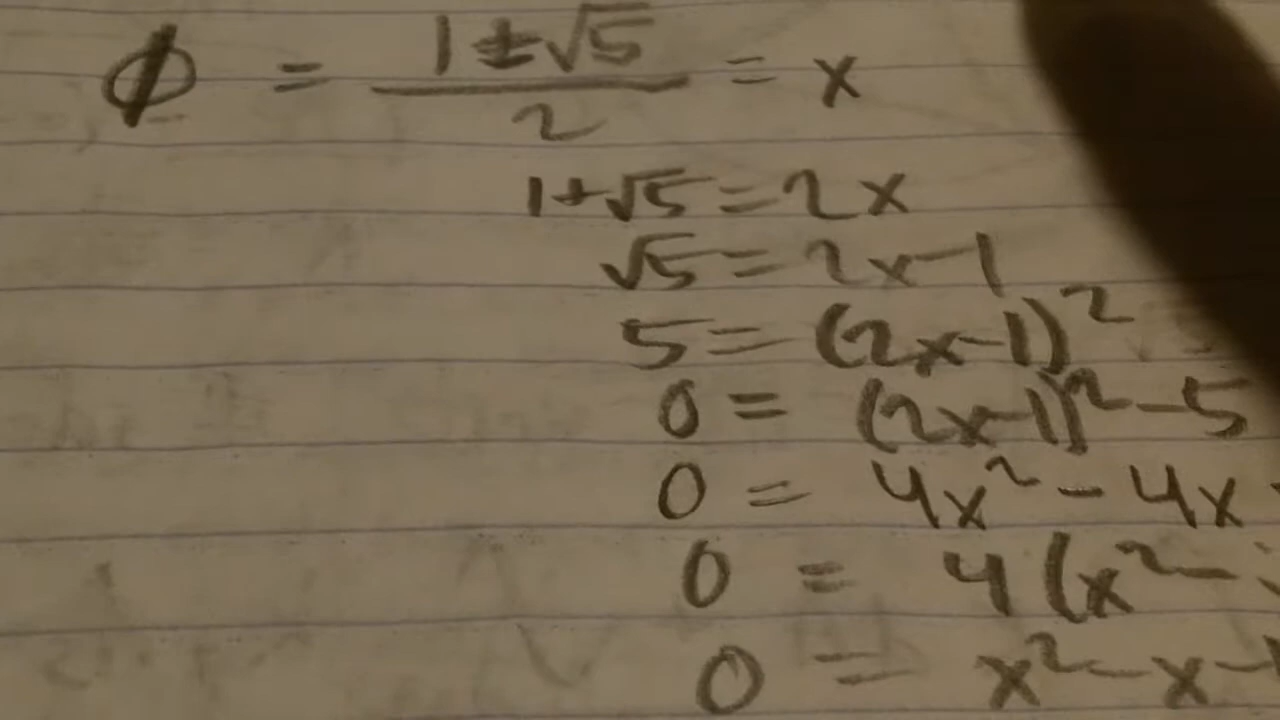 ϕ = (1 ± √5)/2 = x
1+√5 = 2x
√5 = 2x-1
5 = (2x-1)²
0 = (2x-1)² - 5
0 = 4x² - 4x
0 = 4(x² -
0 = x² - x - 1